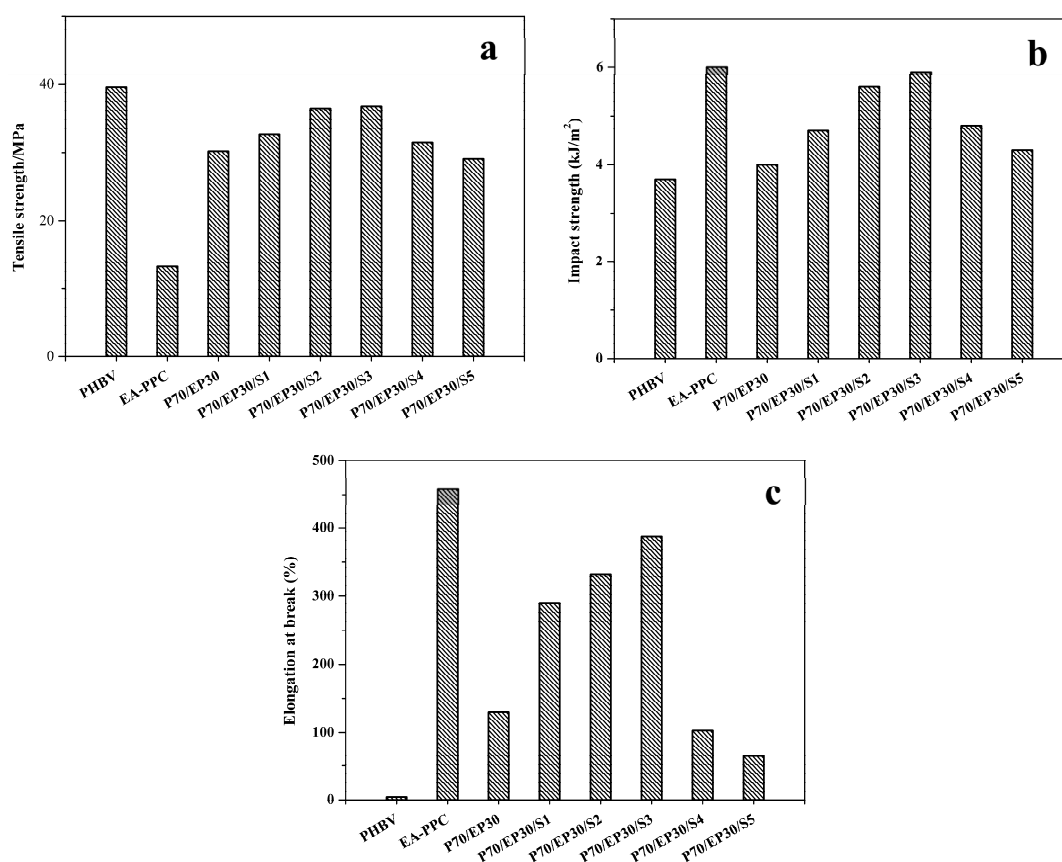 a
Tensile strength/MPa
40
20
0
PHBV
EA-PPC
P70/EP30
P70/EP30/S1
P70/EP30/S2
P70/EP30/S3
P70/EP30/S4
P70/EP30/S5
b
Impact strength (kJ/m²)
6
4
2
0
PHBV
EA-PPC
P70/EP30
P70/EP30/S1
P70/EP30/S2
P70/EP30/S3
P70/EP30/S4
P70/EP30/S5
c
Elongation at break (%)
500
400
300
200
100
0
PHBV
EA-PPC
P70/EP30
P70/EP30/S1
P70/EP30/S2
P70/EP30/S3
P70/EP30/S4
P70/EP30/S5